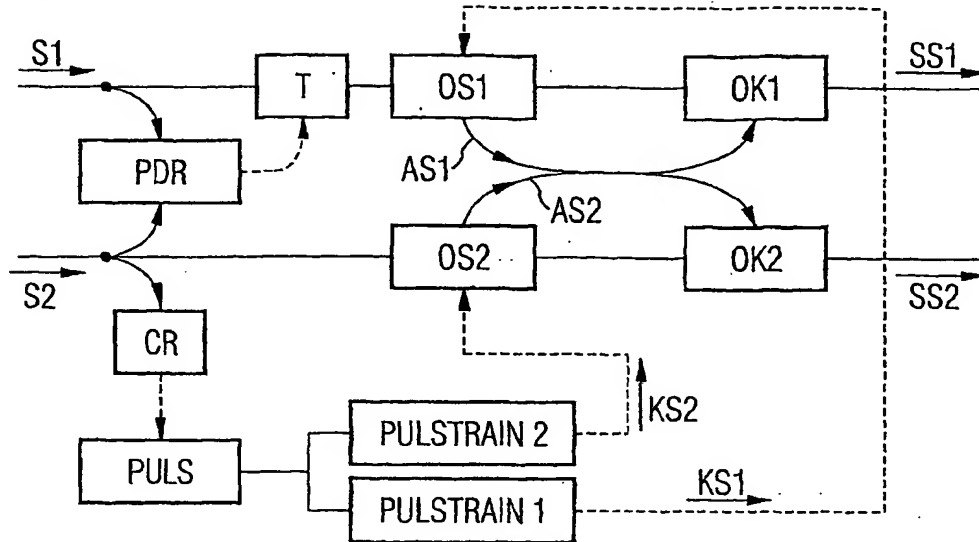 S1
T
OS1
OK1
SS1
PDR
AS1
AS2
S2
OS2
OK2
SS2
CR
KS2
PULS
PULSTRAIN 2
PULSTRAIN 1
KS1